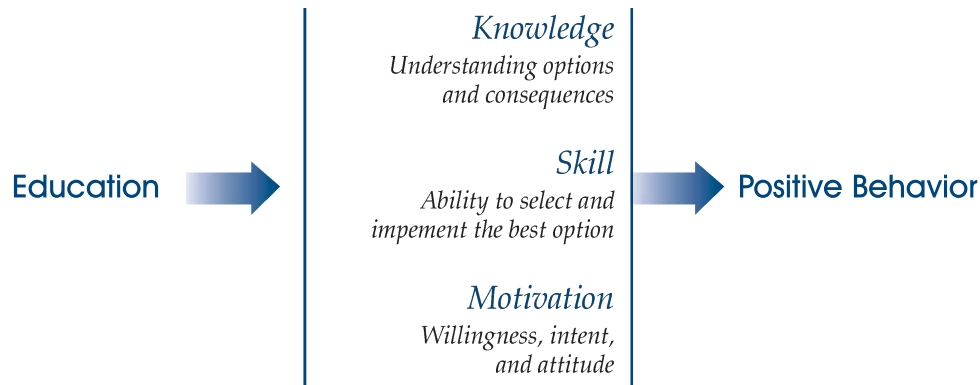 Education
Knowledge
Understanding options
and consequences
Skill
Ability to select and
impement the best option
Motivation
Willingness, intent,
and attitude
Positive Behavior